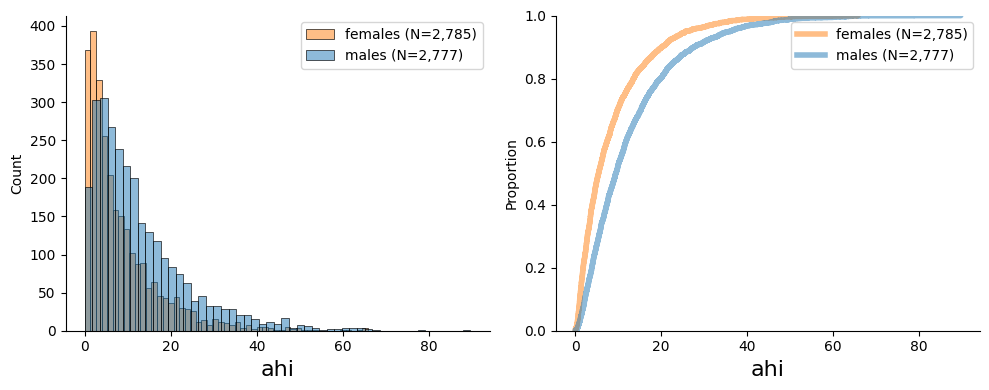 400
350
300
250
200
150
100
50
0
Count
0 20 40 60 80
ahi
females (N=2,785)
males (N=2,777)
1.0
0.8
0.6
0.4
0.2
0.0
Proportion
0 20 40 60 80
ahi
females (N=2,785)
males (N=2,777)